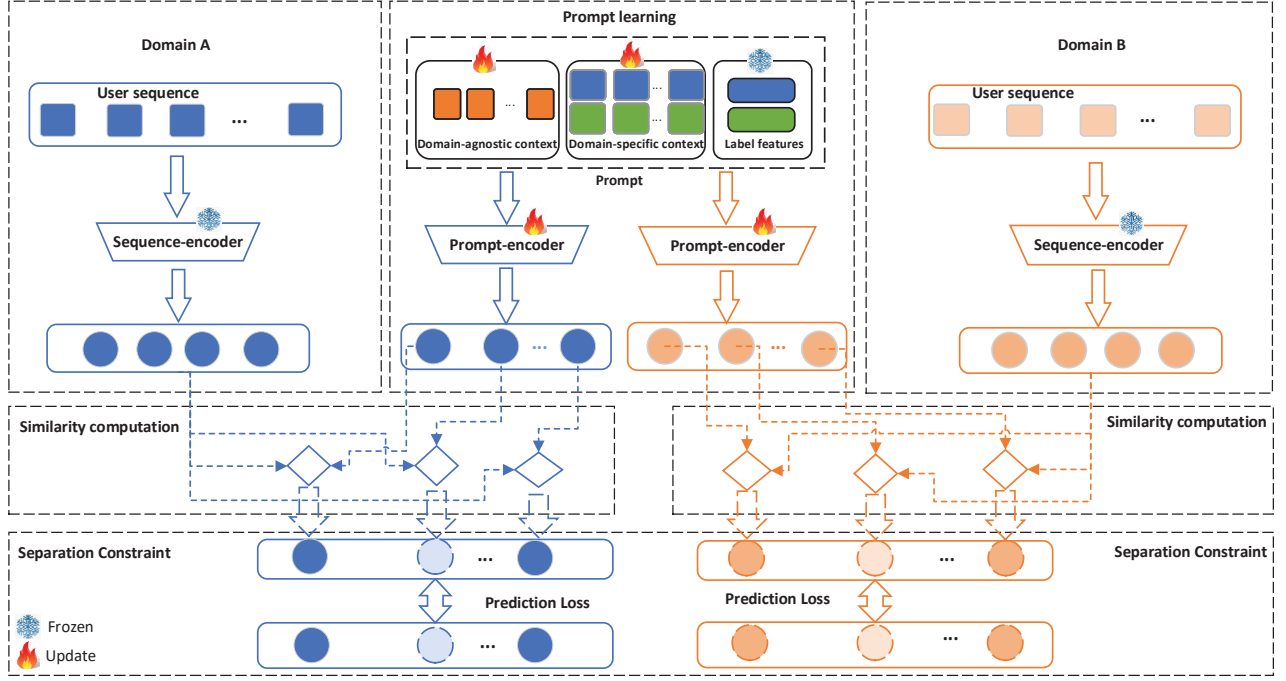 Prompt learning
Domain A
Domain B
User sequence
...
...
...
...
Domain-agnostic context
Domain-specific context
Label features
User sequence
...
Prompt
Sequence-encoder
Prompt-encoder
Prompt-encoder
Sequence-encoder
...
...
Similarity computation
Similarity computation
Separation Constraint
...
...
Separation Constraint
Prediction Loss
Prediction Loss
Frozen
Update
...
...